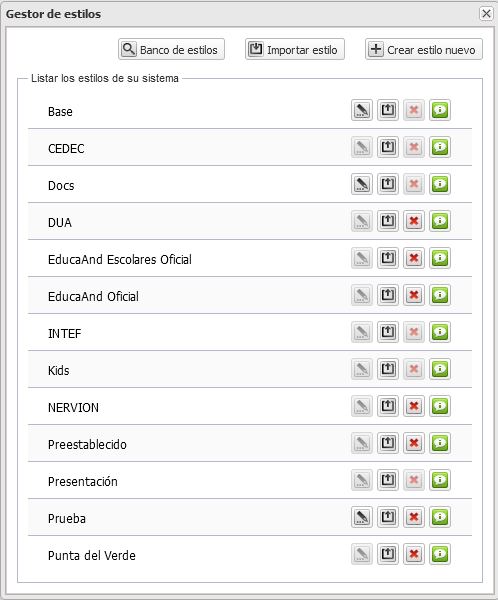 Gestor de estilos
Banco de estilos
Importar estilo
Crear estilo nuevo
Listar los estilos de su sistema
Base
CEDEC
Docs
DUA
EducaAnd Escolares Oficial
EducaAnd Oficial
INTEF
Kids
NERVION
Preestablecido
Presentación
Prueba
Punta del Verde